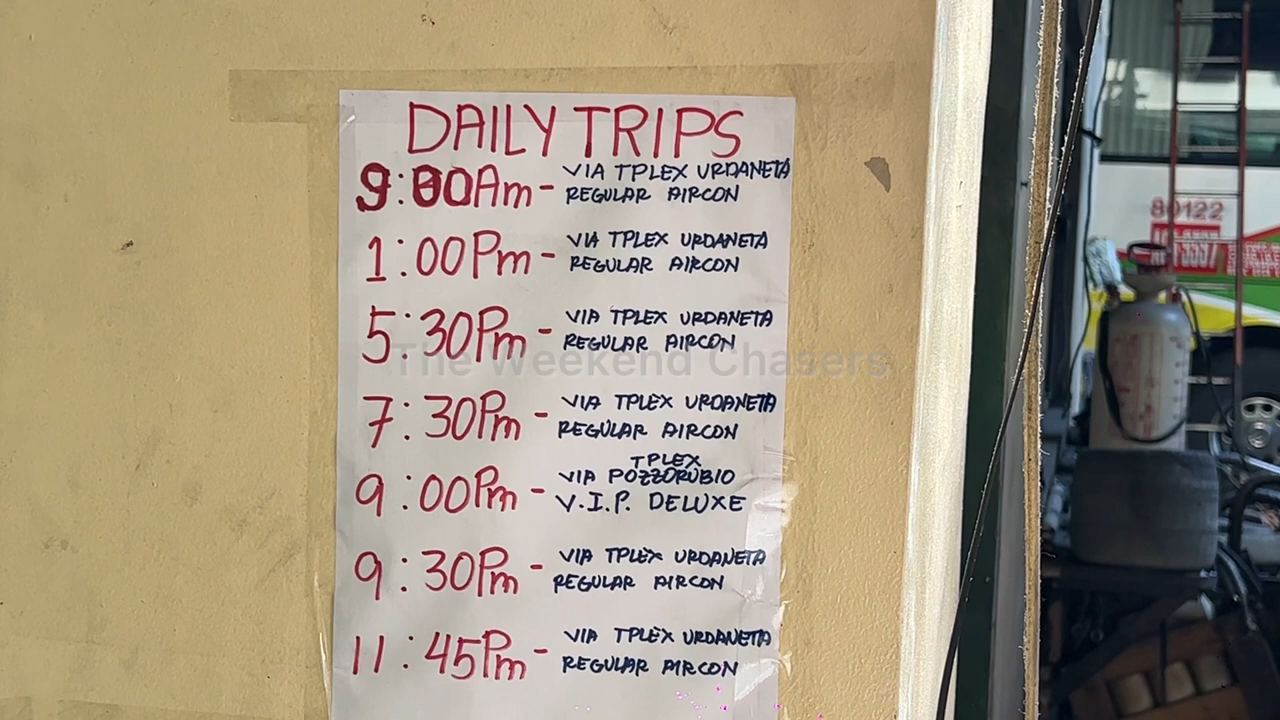 DAILY TRIPS
9:00Am - VIA TPLEX URDANETA
REGULAR AIRCON
1:00Pm - VIA TPLEX URDANETA
REGULAR AIRCON
5:30Pm - VIA TPLEX URDANETA
REGULAR AIRCON
The Weekend Chasers
7:30Pm - VIA TPLEX URDANETA
REGULAR AIRCON
TPLEX
9:00Pm - VIA POZZORUBIO
V.I.P. DELUXE
9:30Pm - VIA TPLEX URDANETA
REGULAR AIRCON
11:45Pm - VIA TPLEX URDANETA
REGULAR AIRCON
80122